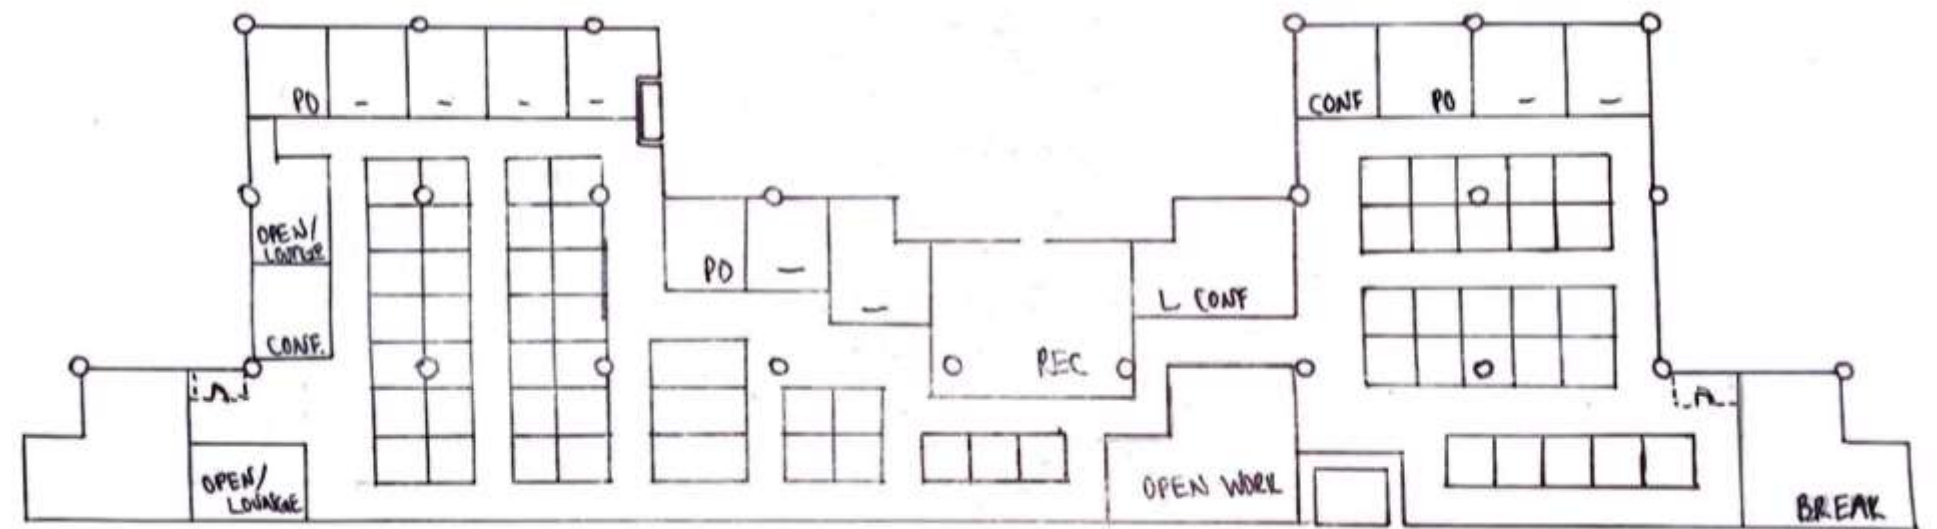 PO
-
-
-
-
CONF
PO
-
-
OPEN/
LOUNGE
CONF.
PO
-
-
L CONF
REC
A
A
OPEN/
LOUNGE
OPEN WORK
BREAK